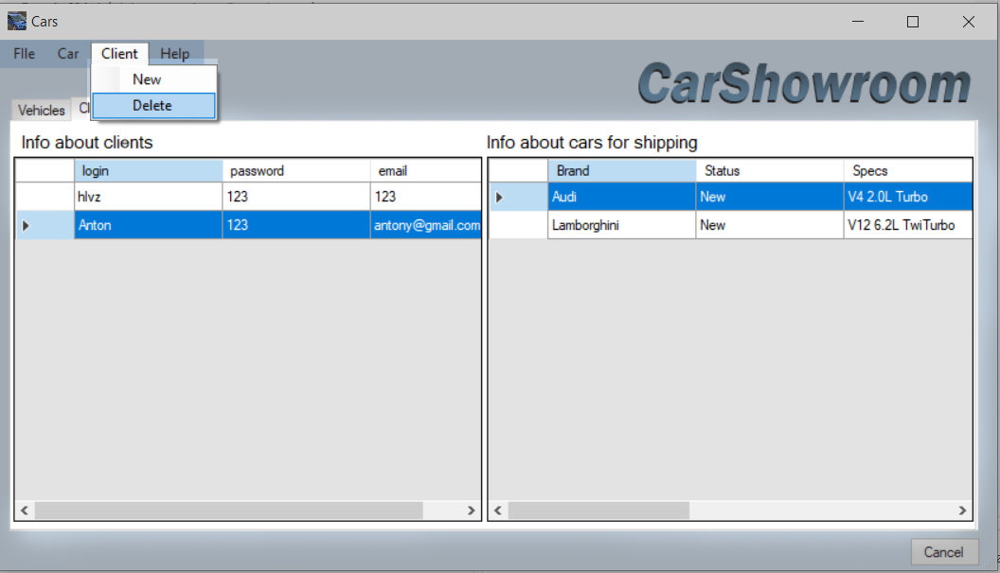 Cars
FIle Car Client Help
New
Delete
CarShowroom
Vehicles Cl
Info about clients
Info about cars for shipping
login password email
hlvz 123 123
Anton 123 antony@gmail.com
Brand Status Specs
Audi New V4 2.0L Turbo
Lamborghini New V12 6.2L TwiTurbo
Cancel